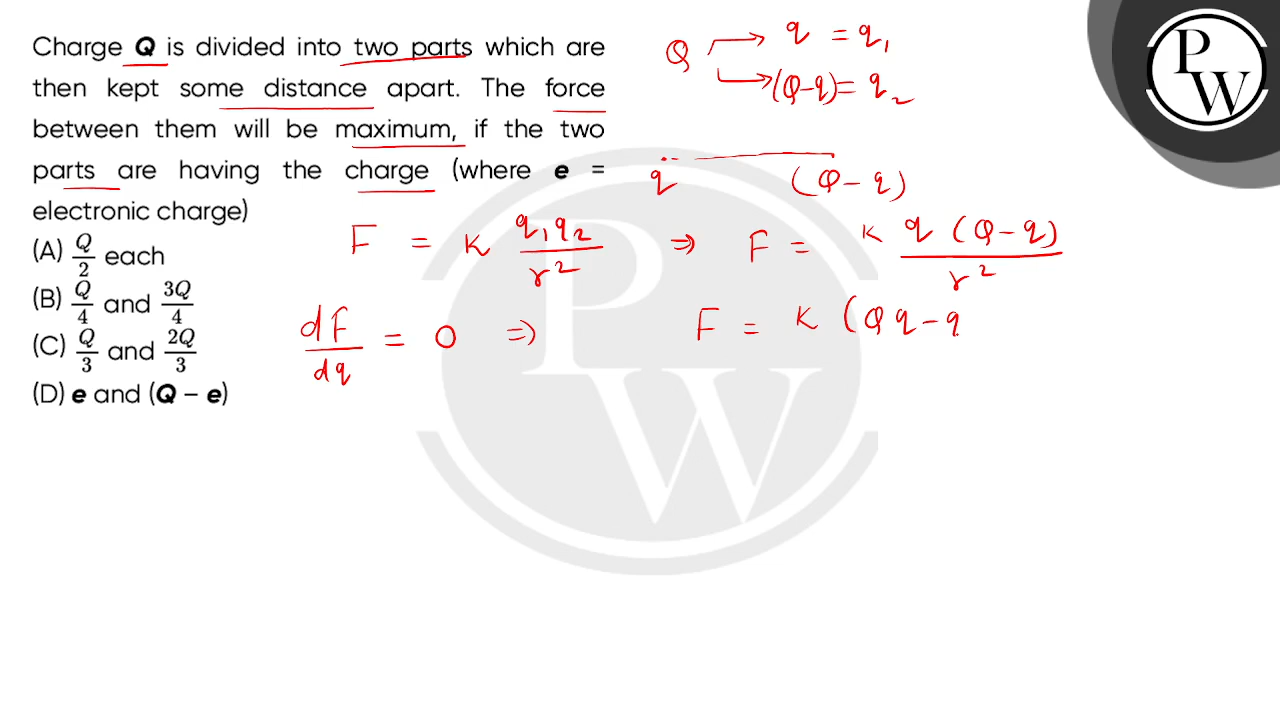 Charge Q is divided into two parts which are
then kept some distance apart. The force
between them will be maximum, if the two
parts are having the charge (where e =
electronic charge)
(A) Q/2 each
(B) Q/4 and 3Q/4
(C) Q/3 and 2Q/3
(D) e and (Q – e)
Q → q = q₁
→ (Q-q) = q₂
q (Q-q)
F = K q₁q₂/r² ⇒ F = K q (Q-q)/r²
dF/dq = 0 ⇒ F = K (Qq - q
PW
PW